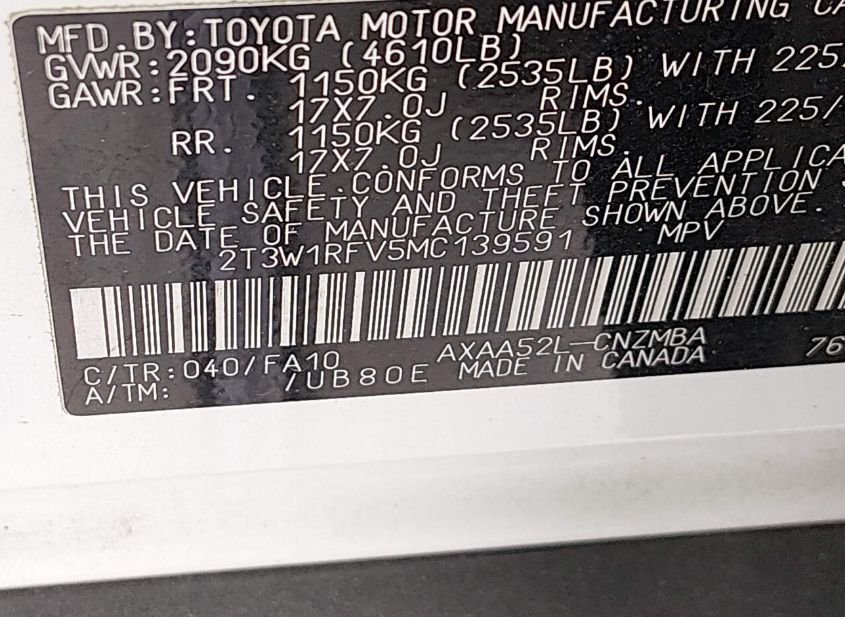 MFD.BY:TOYOTA MOTOR MANUFACTURING CA
GVWR:2090KG (4610LB)
GAWR:FRT. 1150KG (2535LB) WITH 225
17X7.0J RIMS.
RR. 1150KG (2535LB) WITH 225/
17X7.0J RIMS.
THIS VEHICLE CONFORMS TO ALL APPLICA
VEHICLE SAFETY AND THEFT PREVENTION
THE DATE OF MANUFACTURE SHOWN ABOVE.
2T3W1RFV5MC139591 MPV
C/TR:040/FA10 AXAA52L-CNZMBA 76
A/TM: /UB80E MADE IN CANADA